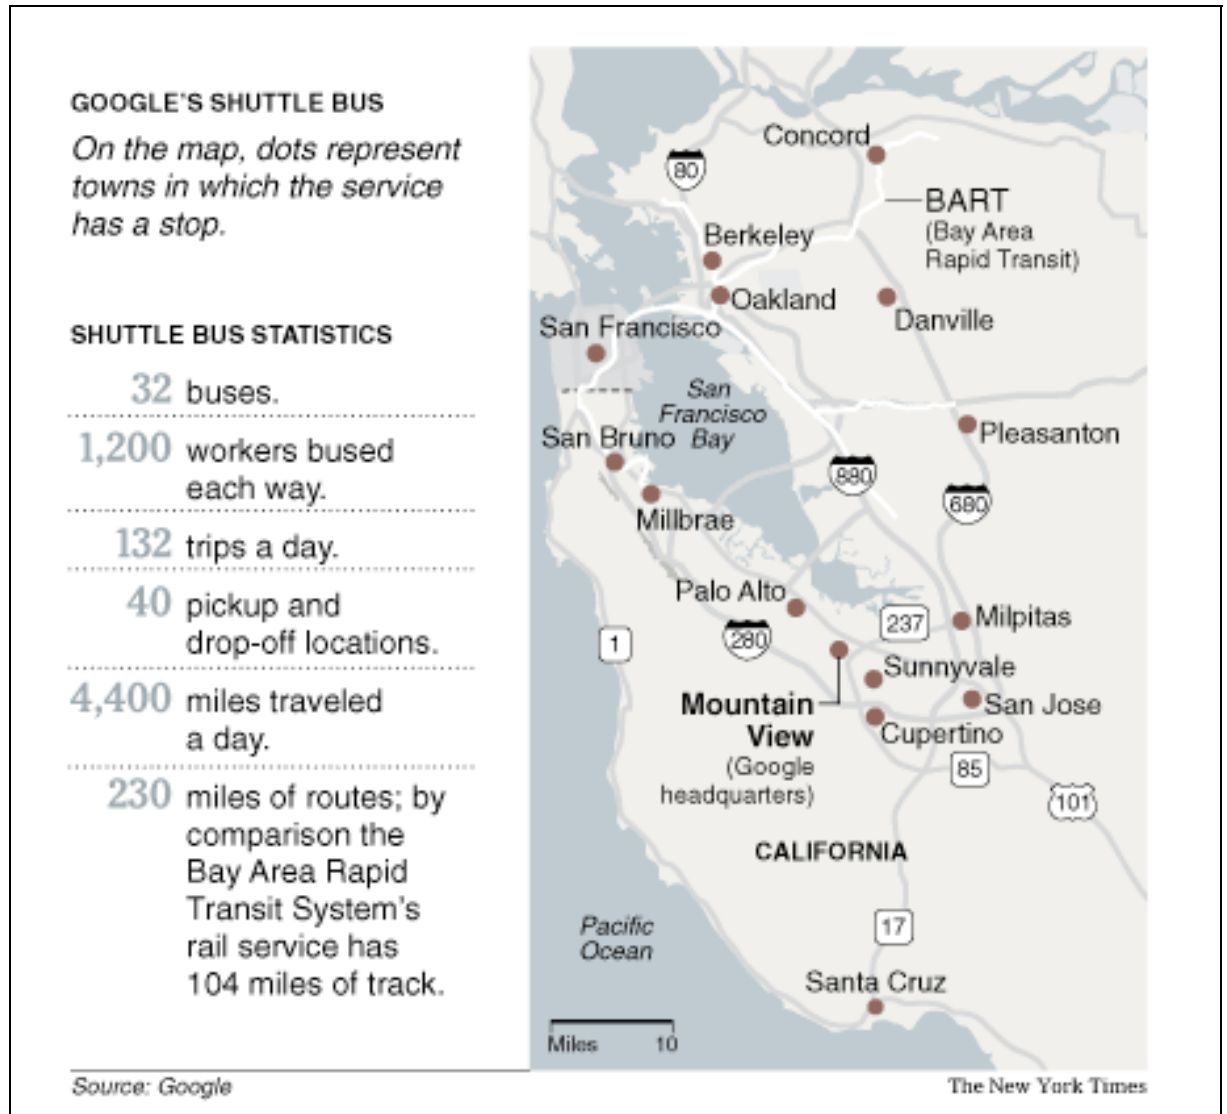 GOOGLE'S SHUTTLE BUS
On the map, dots represent
towns in which the service
has a stop.
SHUTTLE BUS STATISTICS
32 buses.
1,200 workers bused
each way.
132 trips a day.
40 pickup and
drop-off locations.
4,400 miles traveled
a day.
230 miles of routes; by
comparison the
Bay Area Rapid
Transit System's
rail service has
104 miles of track.
Concord
80
BART
(Bay Area
Rapid Transit)
Berkeley
Oakland
Danville
San Francisco
San
Francisco
Bay
San Bruno
Pleasanton
880
680
Millbrae
Palo Alto
280
237
Milpitas
1
Sunnyvale
Mountain
View
(Google
headquarters)
San Jose
Cupertino
85
101
CALIFORNIA
Pacific
Ocean
17
Santa Cruz
Miles 10
Source: Google
The New York Times